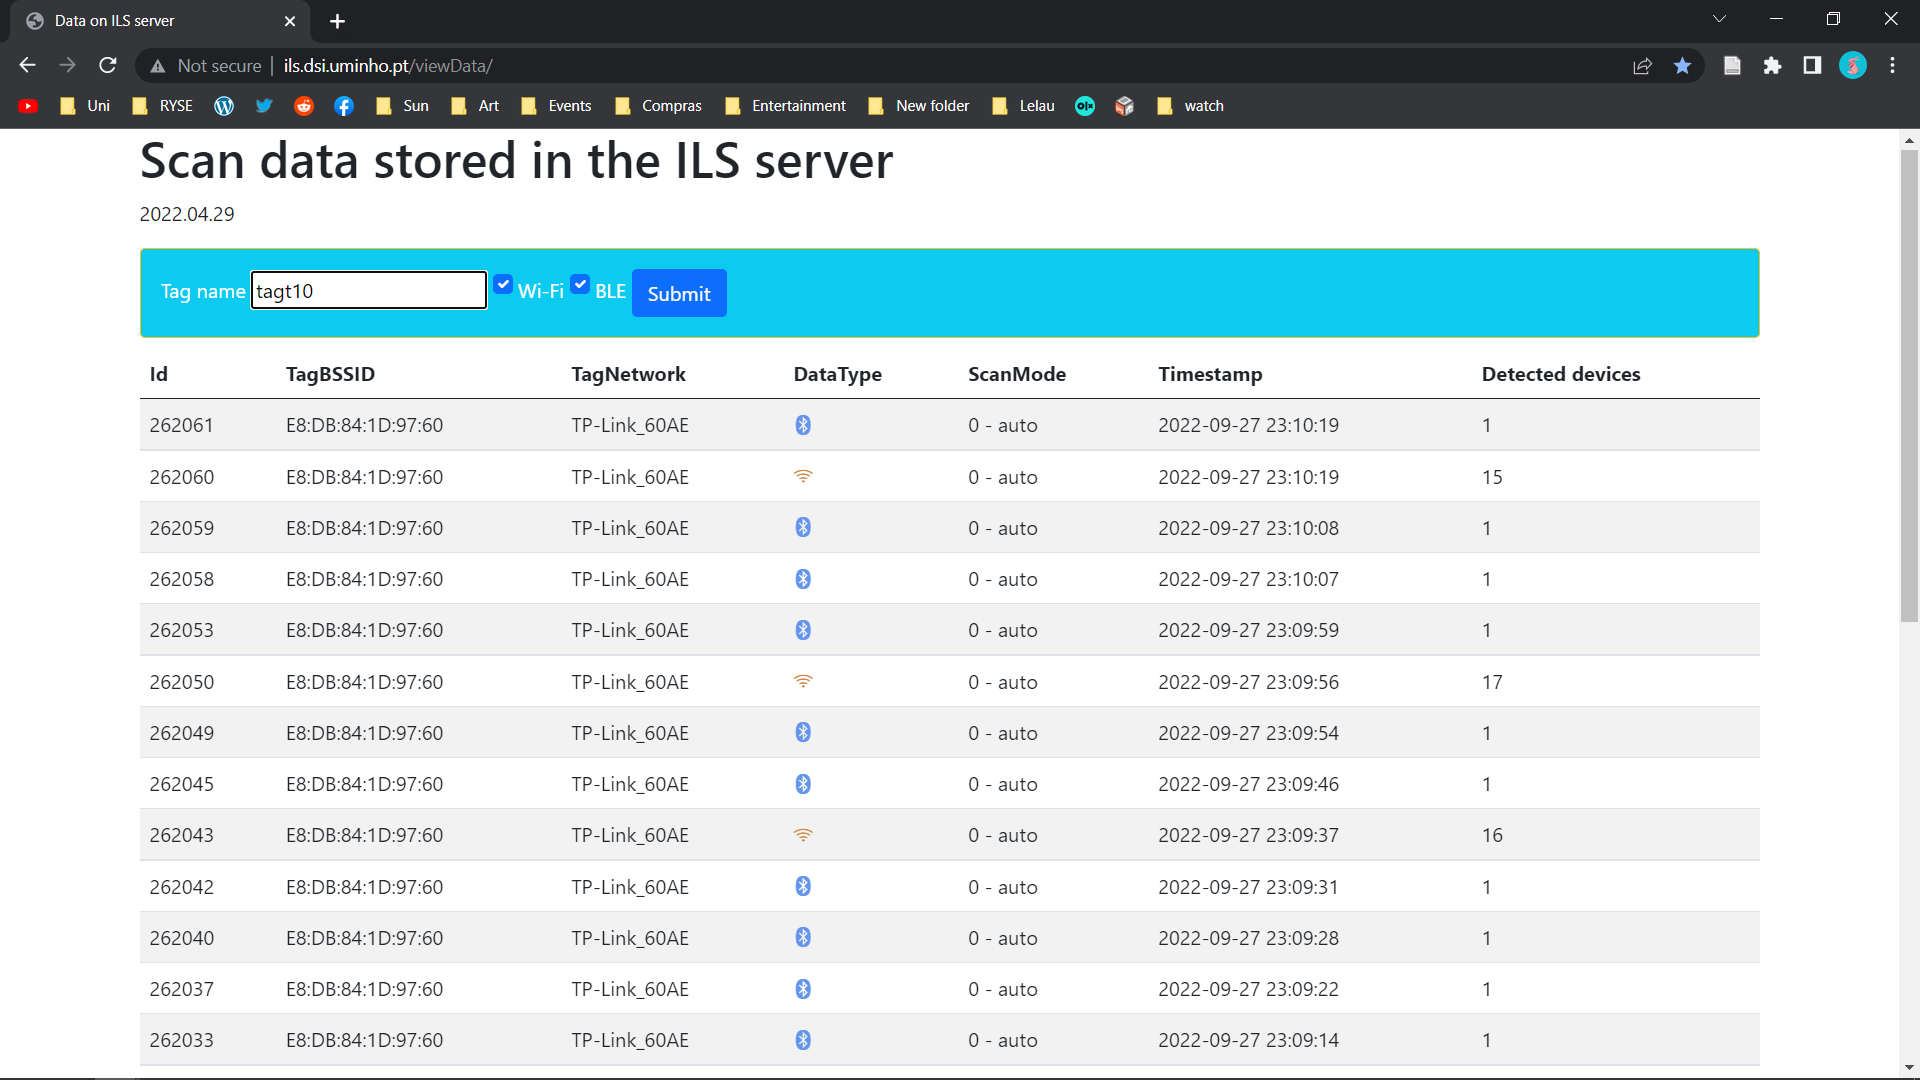 Data on ILS server
Not secure | ils.dsi.uminho.pt/viewData/
Uni RYSE Sun Art Events Compras Entertainment New folder Lelau olx watch
Scan data stored in the ILS server
2022.04.29
Tag name tagt10 Wi-Fi BLE Submit
Id TagBSSID TagNetwork DataType ScanMode Timestamp Detected devices
262061 E8:DB:84:1D:97:60 TP-Link_60AE 0 - auto 2022-09-27 23:10:19 1
262060 E8:DB:84:1D:97:60 TP-Link_60AE 0 - auto 2022-09-27 23:10:19 15
262059 E8:DB:84:1D:97:60 TP-Link_60AE 0 - auto 2022-09-27 23:10:08 1
262058 E8:DB:84:1D:97:60 TP-Link_60AE 0 - auto 2022-09-27 23:10:07 1
262053 E8:DB:84:1D:97:60 TP-Link_60AE 0 - auto 2022-09-27 23:09:59 1
262050 E8:DB:84:1D:97:60 TP-Link_60AE 0 - auto 2022-09-27 23:09:56 17
262049 E8:DB:84:1D:97:60 TP-Link_60AE 0 - auto 2022-09-27 23:09:54 1
262045 E8:DB:84:1D:97:60 TP-Link_60AE 0 - auto 2022-09-27 23:09:46 1
262043 E8:DB:84:1D:97:60 TP-Link_60AE 0 - auto 2022-09-27 23:09:37 16
262042 E8:DB:84:1D:97:60 TP-Link_60AE 0 - auto 2022-09-27 23:09:31 1
262040 E8:DB:84:1D:97:60 TP-Link_60AE 0 - auto 2022-09-27 23:09:28 1
262037 E8:DB:84:1D:97:60 TP-Link_60AE 0 - auto 2022-09-27 23:09:22 1
262033 E8:DB:84:1D:97:60 TP-Link_60AE 0 - auto 2022-09-27 23:09:14 1